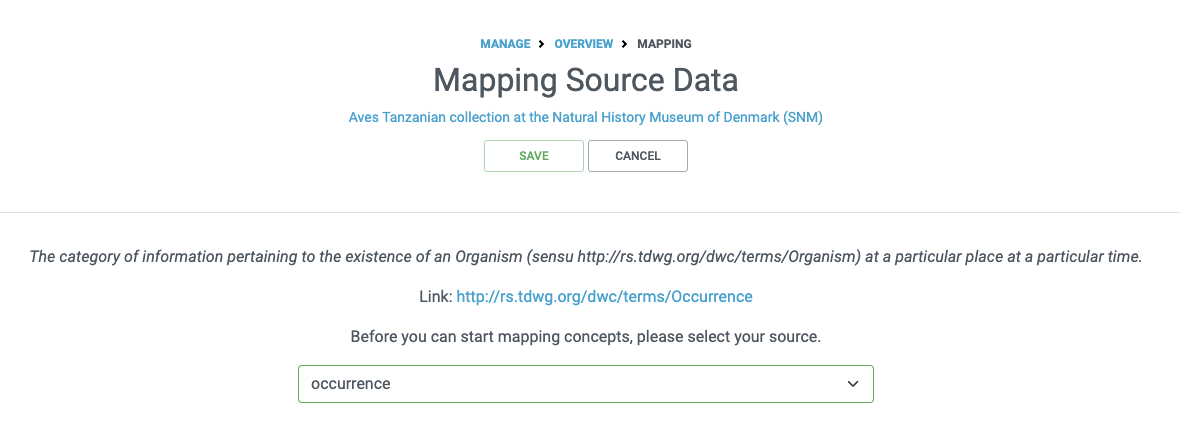 MANAGE > OVERVIEW > MAPPING
Mapping Source Data
Aves Tanzanian collection at the Natural History Museum of Denmark (SNM)
SAVE CANCEL
The category of information pertaining to the existence of an Organism (sensu http://rs.tdwg.org/dwc/terms/Organism) at a particular place at a particular time.
Link: http://rs.tdwg.org/dwc/terms/Occurrence
Before you can start mapping concepts, please select your source.
occurrence